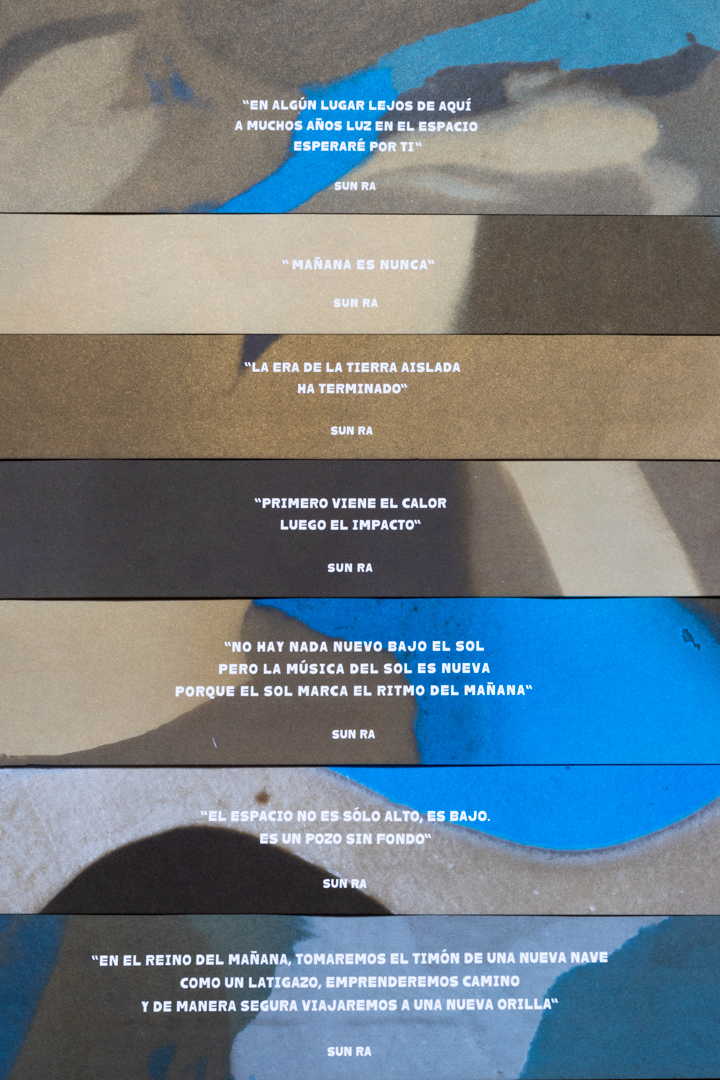 "EN ALGÚN LUGAR LEJOS DE AQUÍ
A MUCHOS AÑOS LUZ EN EL ESPACIO
ESPERARÉ POR TI"
SUN RA
" MAÑANA ES NUNCA"
SUN RA
"LA ERA DE LA TIERRA AISLADA
HA TERMINADO"
SUN RA
"PRIMERO VIENE EL CALOR
LUEGO EL IMPACTO"
SUN RA
"NO HAY NADA NUEVO BAJO EL SOL
PERO LA MÚSICA DEL SOL ES NUEVA
PORQUE EL SOL MARCA EL RITMO DEL MAÑANA"
SUN RA
"EL ESPACIO NO ES SÓLO ALTO, ES BAJO.
ES UN POZO SIN FONDO"
SUN RA
"EN EL REINO DEL MAÑANA, TOMAREMOS EL TIMÓN DE UNA NUEVA NAVE
COMO UN LATIGAZO, EMPRENDEREMOS CAMINO
Y DE MANERA SEGURA VIAJAREMOS A UNA NUEVA ORILLA"
SUN RA